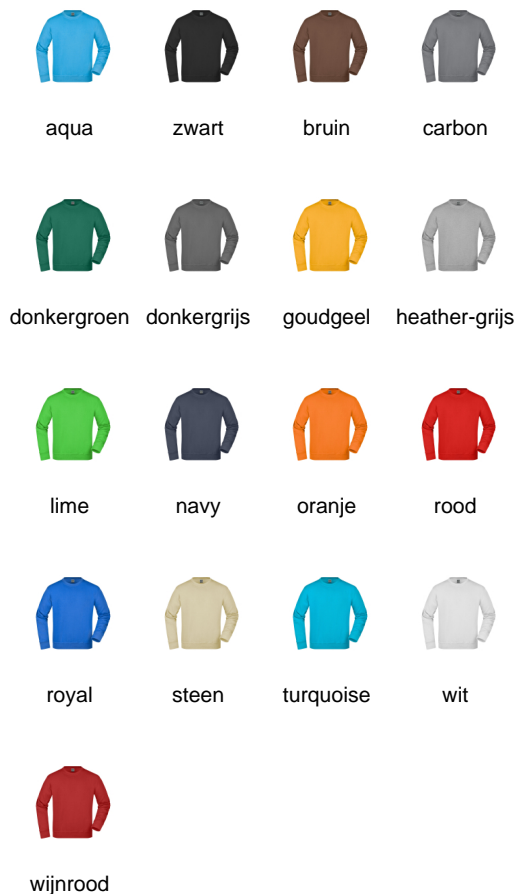 aqua zwart bruin carbon
donkergroen donkergrijs goudgeel heather-grijs
lime navy oranje rood
royal steen turquoise wit
wijnrood